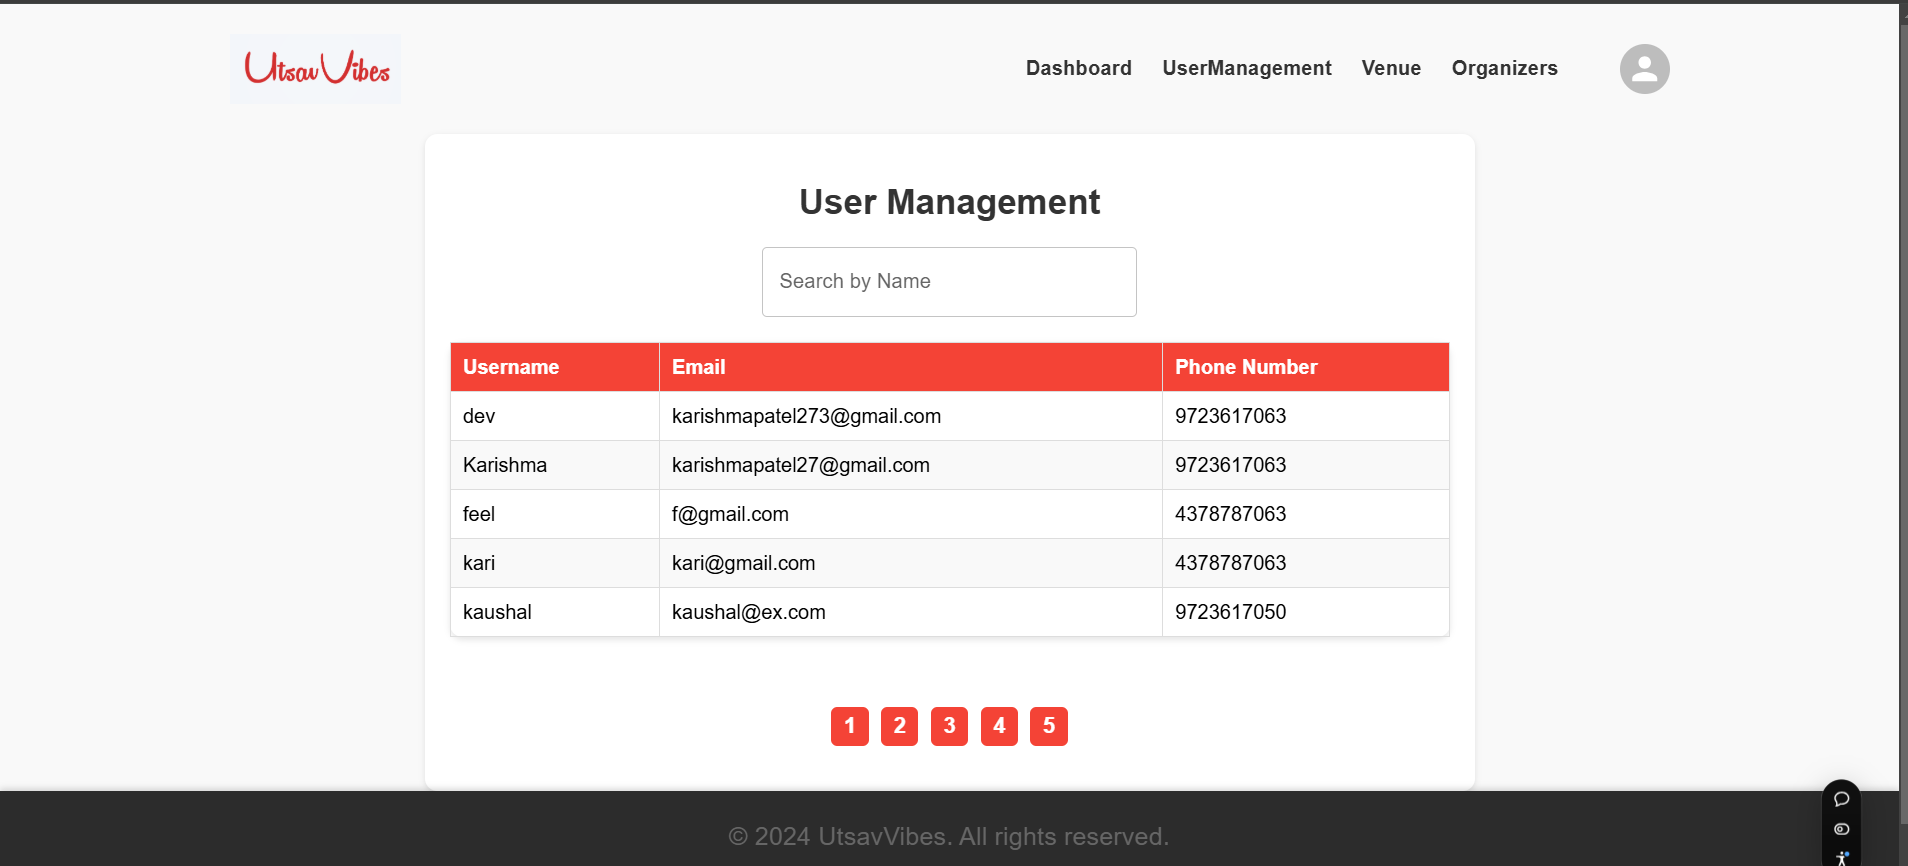 UtsavVibes
Dashboard UserManagement Venue Organizers
User Management
Search by Name
Username Email Phone Number
dev karishmapatel273@gmail.com 9723617063
Karishma karishmapatel27@gmail.com 9723617063
feel f@gmail.com 4378787063
kari kari@gmail.com 4378787063
kaushal kaushal@ex.com 9723617050
1 2 3 4 5
© 2024 UtsavVibes. All rights reserved.